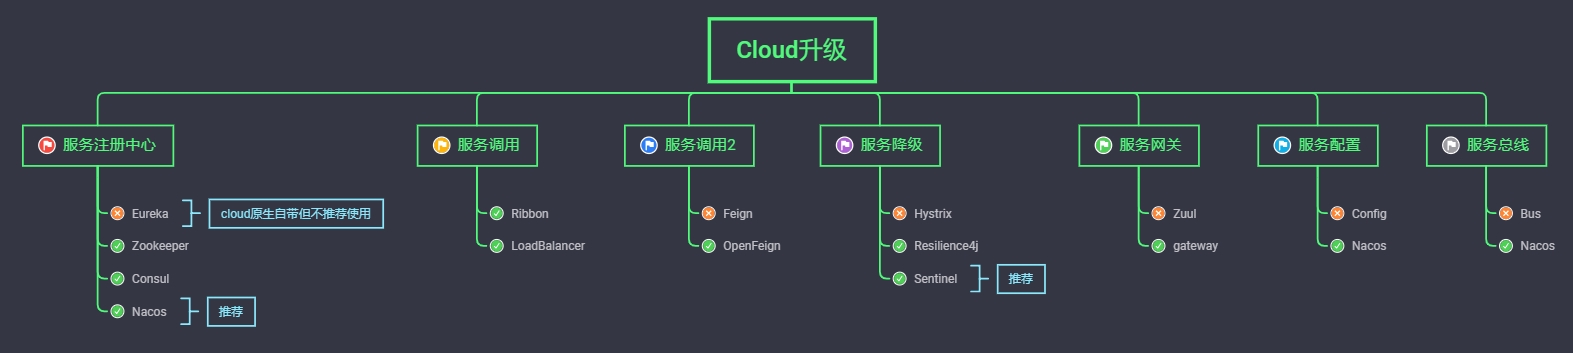 Cloud升级
服务注册中心
Eureka
cloud原生自带但不推荐使用
Zookeeper
Consul
Nacos
推荐
服务调用
Ribbon
LoadBalancer
服务调用2
Feign
OpenFeign
服务降级
Hystrix
Resilience4j
Sentinel
推荐
服务网关
Zuul
gateway
服务配置
Config
Nacos
服务总线
Bus
Nacos